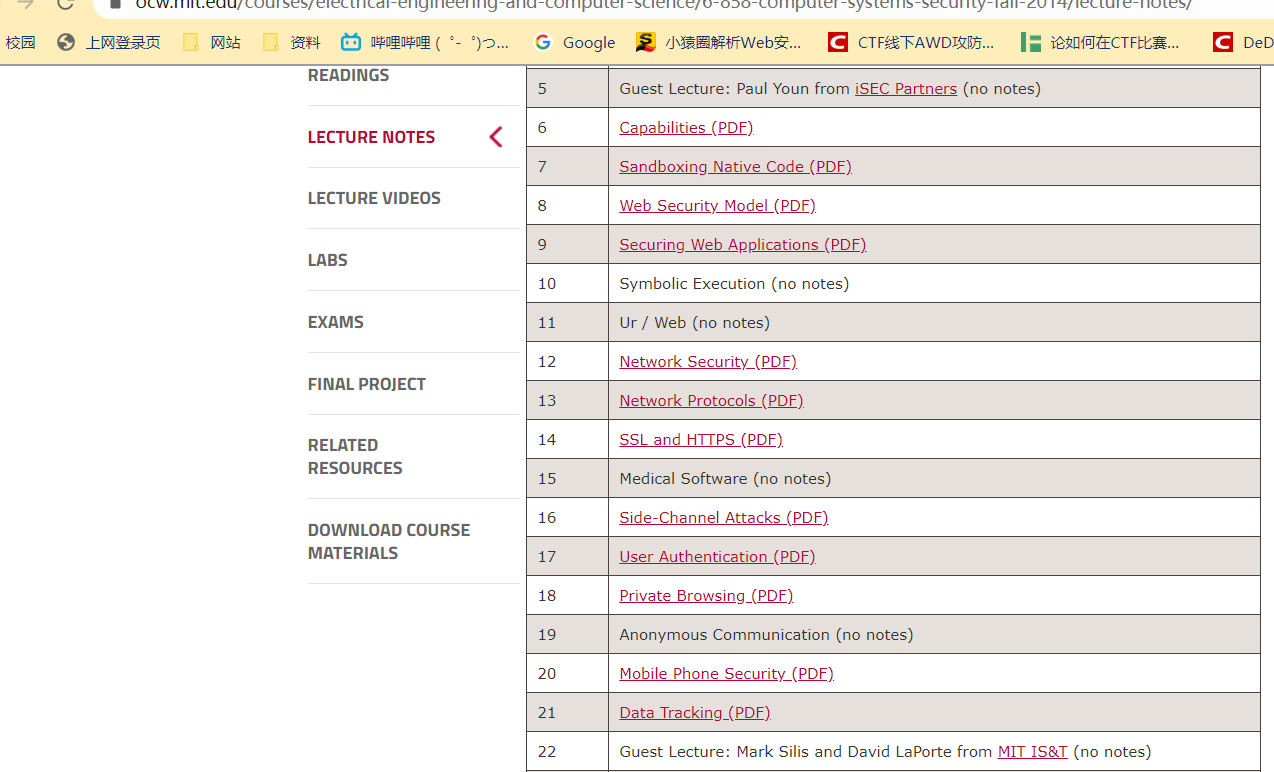 ocw.mit.edu/courses/electrical-engineering-and-computer-science/6-858-computer-systems-security-fall-2014/lecture-notes/
校园 上网登录页 网站 资料 哔哩哔哩 ( ゜- ゜)つ... Google 小猿圈解析Web安... CTF线下AWD攻防... 论如何在CTF比赛... DeD
READINGS
LECTURE NOTES
LECTURE VIDEOS
LABS
EXAMS
FINAL PROJECT
RELATED
RESOURCES
DOWNLOAD COURSE
MATERIALS
5 Guest Lecture: Paul Youn from iSEC Partners (no notes)
6 Capabilities (PDF)
7 Sandboxing Native Code (PDF)
8 Web Security Model (PDF)
9 Securing Web Applications (PDF)
10 Symbolic Execution (no notes)
11 Ur / Web (no notes)
12 Network Security (PDF)
13 Network Protocols (PDF)
14 SSL and HTTPS (PDF)
15 Medical Software (no notes)
16 Side-Channel Attacks (PDF)
17 User Authentication (PDF)
18 Private Browsing (PDF)
19 Anonymous Communication (no notes)
20 Mobile Phone Security (PDF)
21 Data Tracking (PDF)
22 Guest Lecture: Mark Silis and David LaPorte from MIT IS&T (no notes)